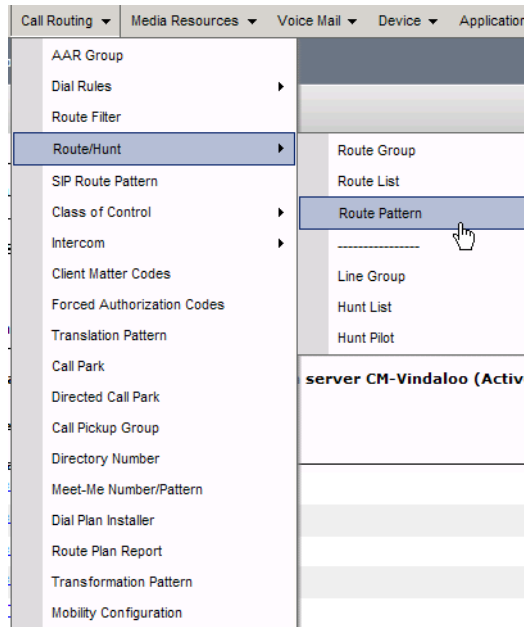 Call Routing Media Resources Voice Mail Device Application
AAR Group
Dial Rules
Route Filter
Route/Hunt
Route Group
SIP Route Pattern
Route List
Class of Control
Route Pattern
Intercom
----------------
Client Matter Codes
Line Group
Forced Authorization Codes
Hunt List
Translation Pattern
Hunt Pilot
Call Park
server CM-Vindaloo (Activ
Directed Call Park
Call Pickup Group
Directory Number
Meet-Me Number/Pattern
Dial Plan Installer
Route Plan Report
Transformation Pattern
Mobility Configuration